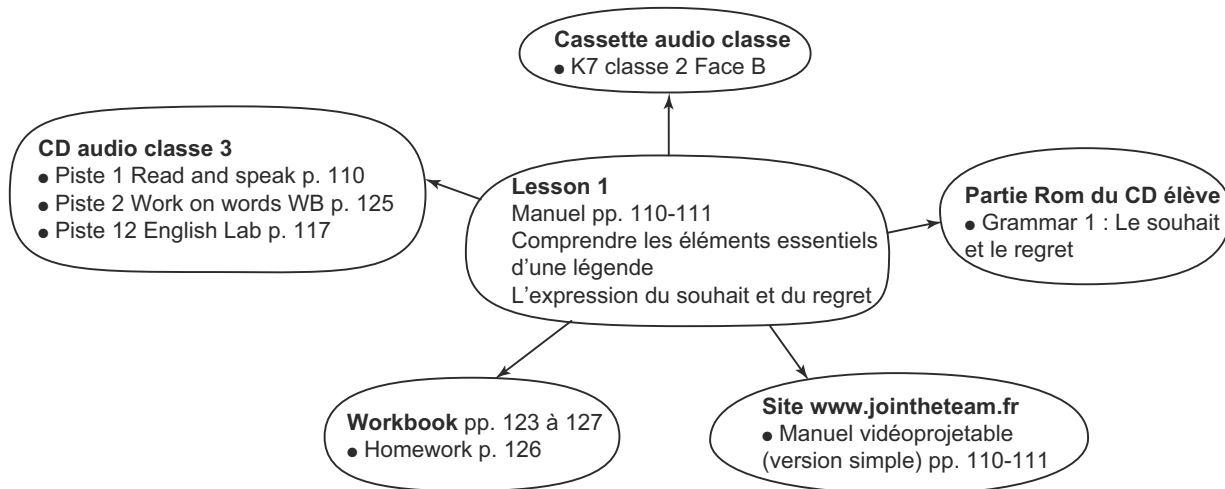 Cassette audio classe
● K7 classe 2 Face B
CD audio classe 3
● Piste 1 Read and speak p. 110
● Piste 2 Work on words WB p. 125
● Piste 12 English Lab p. 117
Lesson 1
Manuel pp. 110-111
Comprendre les éléments essentiels
d'une légende
L'expression du souhait et du regret
Partie Rom du CD élève
● Grammar 1 : Le souhait
et le regret
Workbook pp. 123 à 127
● Homework p. 126
Site www.jointheteam.fr
● Manuel vidéoprojetable
(version simple) pp. 110-111